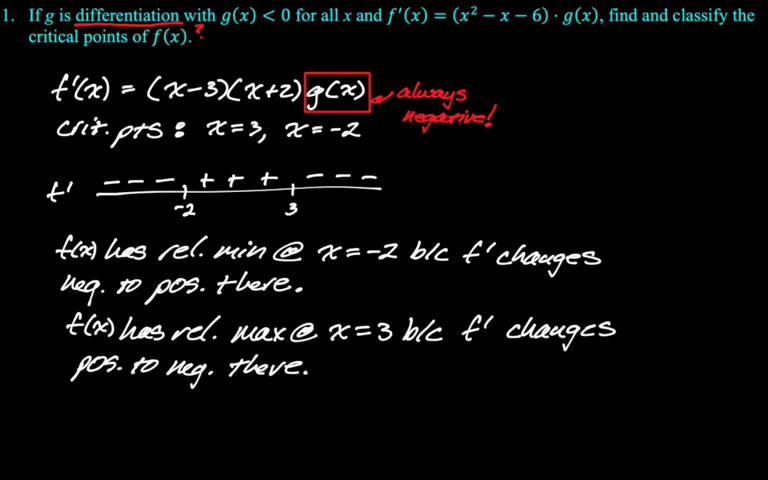 1. If g is differentiation with g(x) < 0 for all x and f′(x) = (x² − x − 6) · g(x), find and classify the
critical points of f(x). ?
f'(x) = (x-3)(x+2) g(x) always
negative!
crit. pts : x=3, x=-2
f' - - - + + + - - -
-2 3
f(x) has rel. min @ x=-2 b/c f' changes
neg. to pos. there.
f(x) has rel. max @ x=3 b/c f' changes
pos. to neg. there.